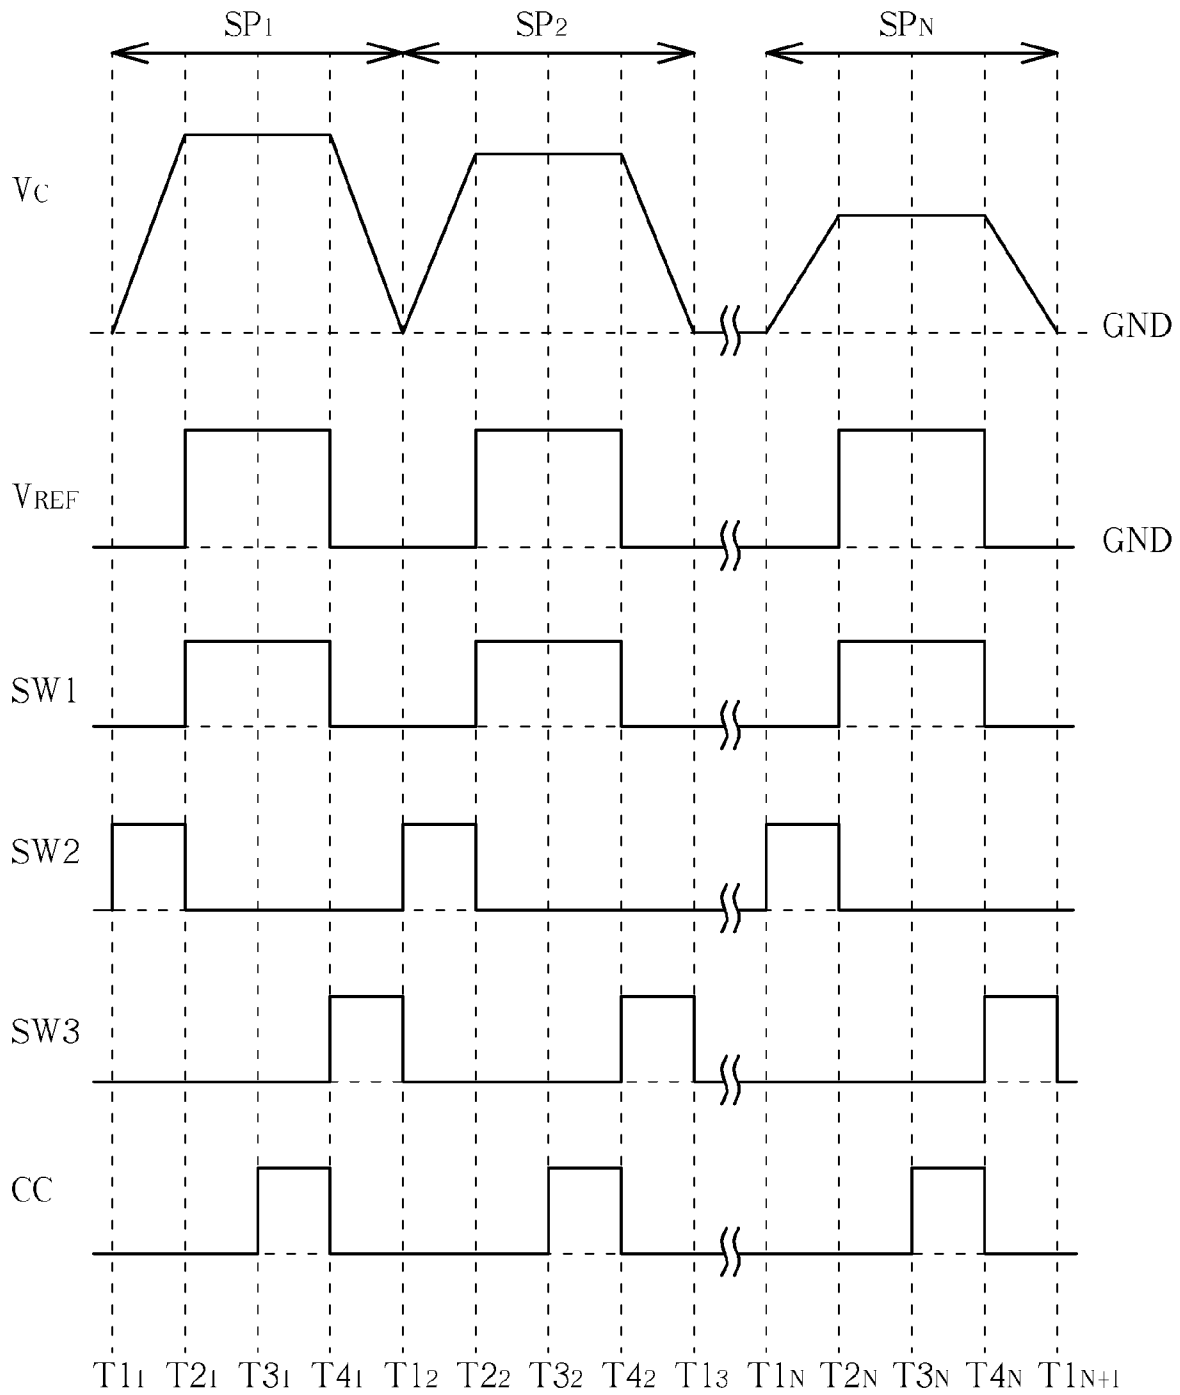 SP1 SP2 SPN
VC
GND
VREF
GND
SW1
SW2
SW3
CC
T11 T21 T31 T41 T12 T22 T32 T42 T13 T1N T2N T3N T4N T1N+1